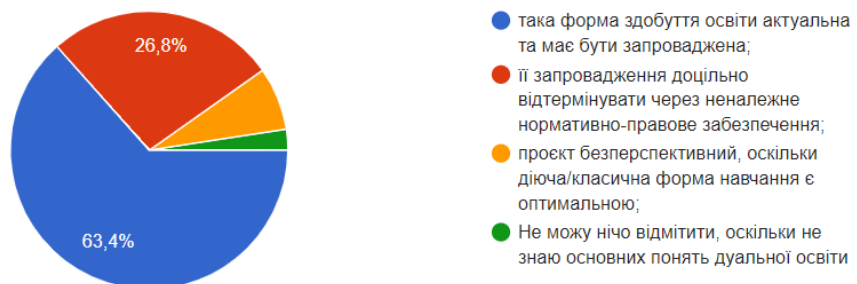 26,8%
63,4%
така форма здобуття освіти актуальна
та має бути запроваджена;
її запровадження доцільно
відтермінувати через неналежне
нормативно-правове забезпечення;
проєкт безперспективний, оскільки
діюча/класична форма навчання є
оптимальною;
Не можу нічо відмітити, оскільки не
знаю основних понять дуальної освіти